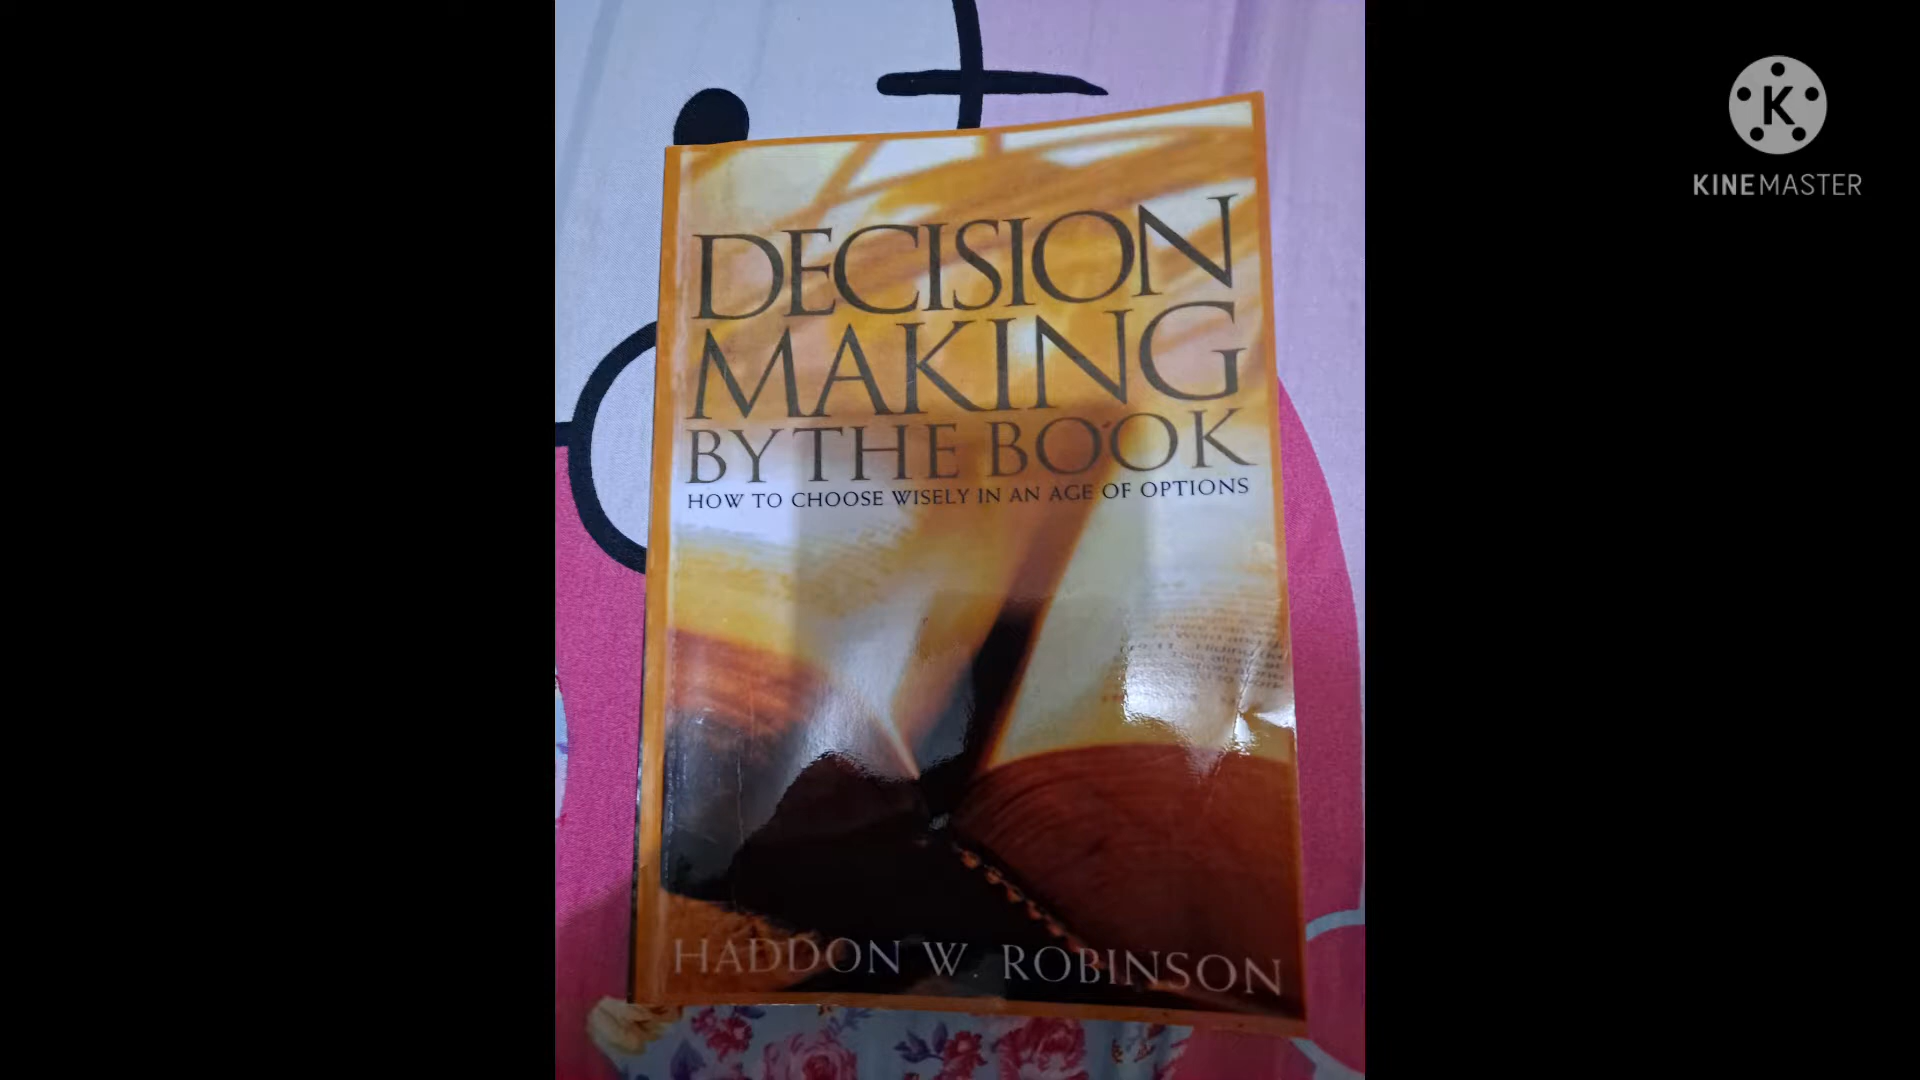 DECISION
MAKING
BY THE BOOK
HOW TO CHOOSE WISELY IN AN AGE OF OPTIONS
HADDON W. ROBINSON
K
KINEMASTER